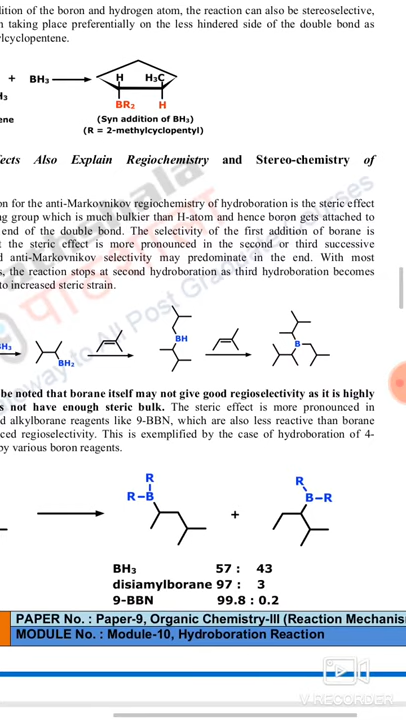 dition of the boron and hydrogen atom, the reaction can also be stereoselective,
n taking place preferentially on the less hindered side of the double bond as
ylcyclopentene.
+ BH₃
H H₃C
H₃
BR₂ H
ene
(Syn addition of BH₃)
(R = 2-methylcyclopentyl)
ffects Also Explain Regiochemistry and Stereo-chemistry of
on for the anti-Markovnikov regiochemistry of hydroboration is the steric effect
ng group which is much bulkier than H-atom and hence boron gets attached to
end of the double bond. The selectivity of the first addition of borane is
t the steric effect is more pronounced in the second or third successive
d anti-Markovnikov selectivity may predominate in the end. With most
s, the reaction stops at second hydroboration as third hydroboration becomes
to increased steric strain.
BH₃ BH₂ BH B
be noted that borane itself may not give good regioselectivity as it is highly
s not have enough steric bulk. The steric effect is more pronounced in
d alkylborane reagents like 9-BBN, which are also less reactive than borane
ced regioselectivity. This is exemplified by the case of hydroboration of 4-
by various boron reagents.
R R
R–B B–R
+
BH₃ 57 : 43
disiamylborane 97 : 3
9-BBN 99.8 : 0.2
PAPER No. : Paper-9, Organic Chemistry-III (Reaction Mechanis
MODULE No. : Module-10, Hydroboration Reaction
V-RECORDER